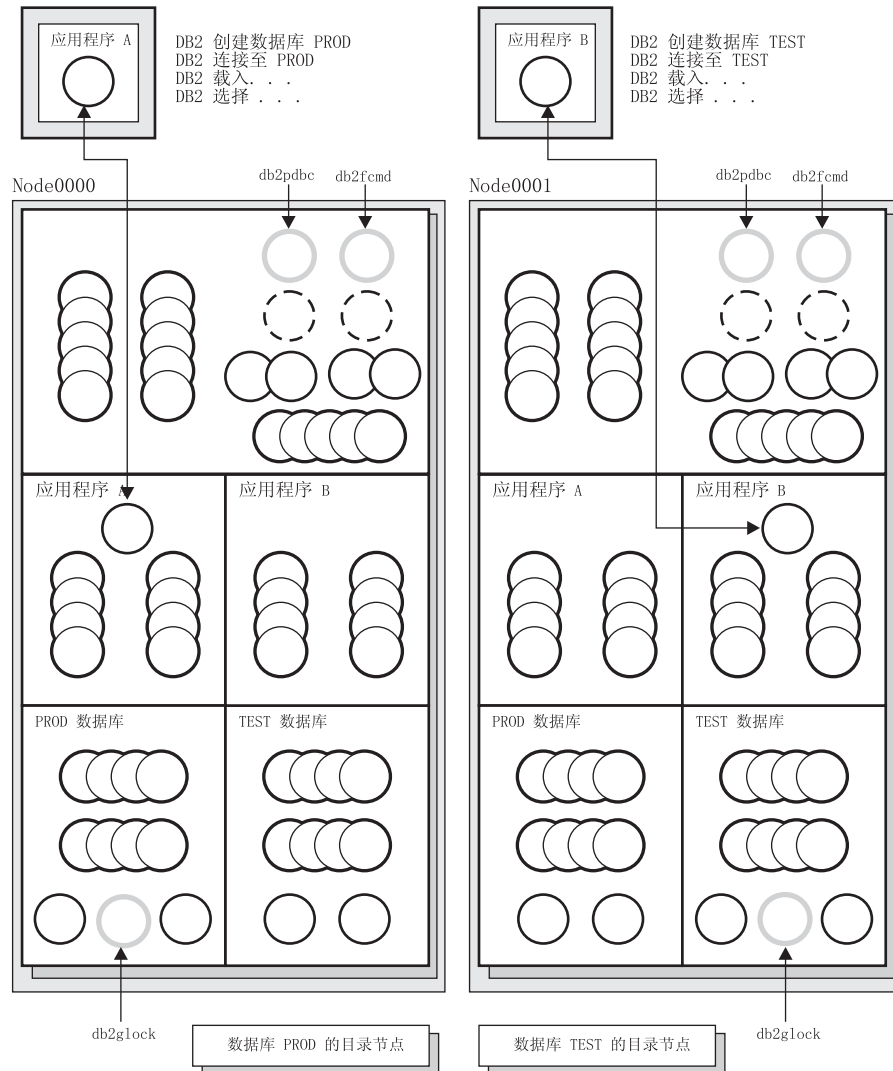 应用程序 A
DB2 创建数据库 PROD
DB2 连接至 PROD
DB2 载入. . .
DB2 选择 . . .
应用程序 B
DB2 创建数据库 TEST
DB2 连接至 TEST
DB2 载入. . .
DB2 选择 . . .
Node0000
db2pdbc
db2fcmd
Node0001
db2pdbc
db2fcmd
应用程序 A
应用程序 B
应用程序 A
应用程序 B
PROD 数据库
TEST 数据库
PROD 数据库
TEST 数据库
db2glock
数据库 PROD 的目录节点
数据库 TEST 的目录节点
db2glock